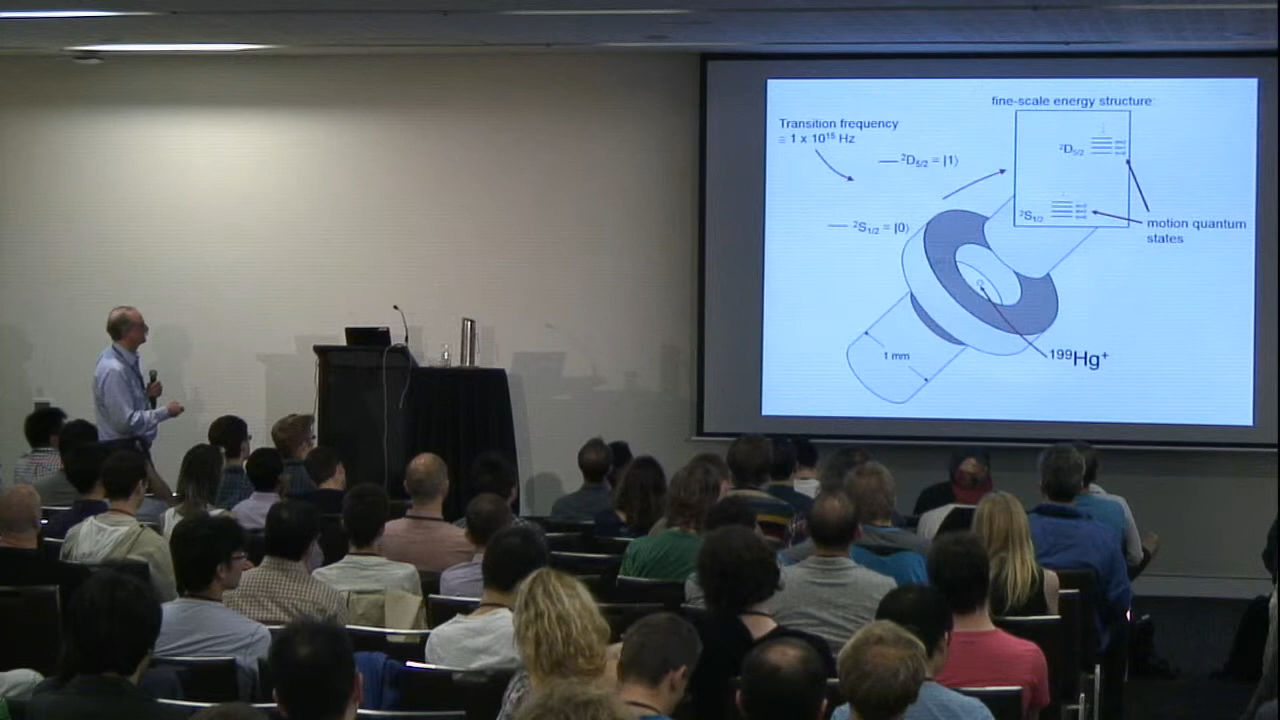 fine-scale energy structure:
Transition frequency
≅ 1 x 10¹⁵ Hz
²D₅/₂ = |1⟩
²D₅/₂
²S₁/₂ = |0⟩
²S₁/₂
motion quantum
states
1 mm
¹⁹⁹Hg⁺